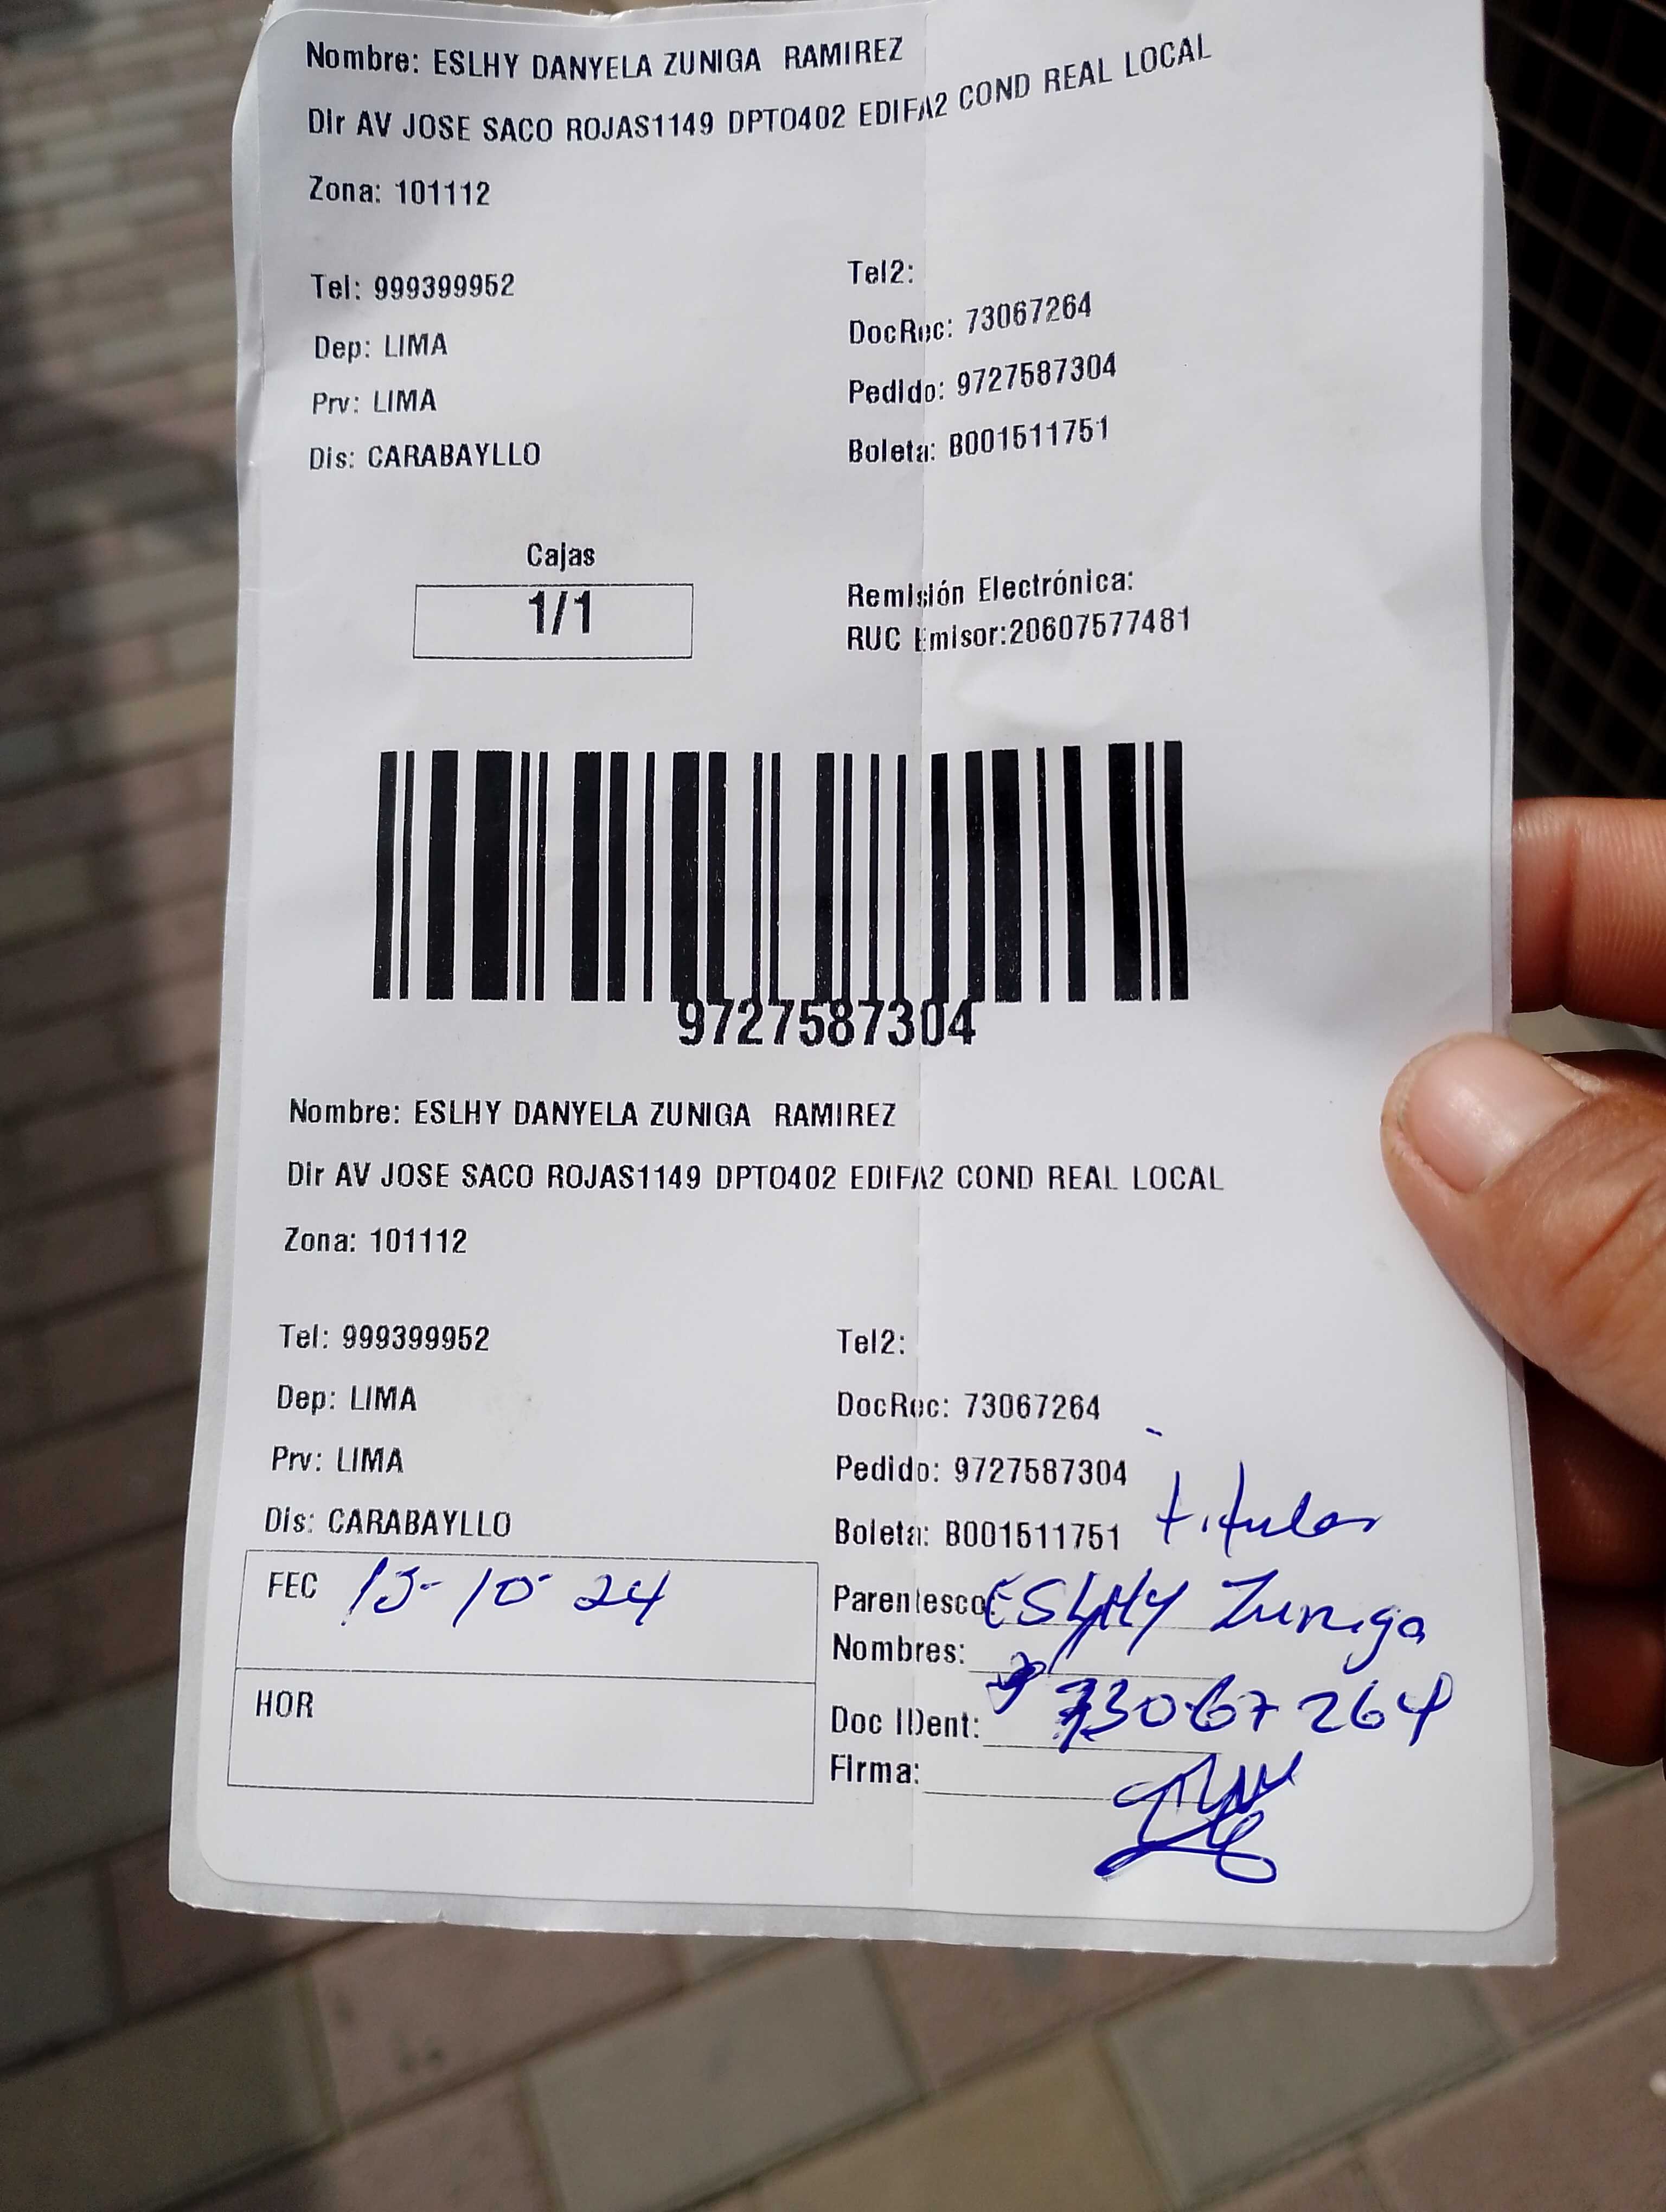 Nombre: ESLHY DANYELA ZUNIGA RAMIREZ
Dir AV JOSE SACO ROJAS1149 DPTO402 EDIFA2 COND REAL LOCAL
Zona: 101112
Tel: 999399952
Tel2:
Dep: LIMA
DocRec: 73067264
Prv: LIMA
Pedido: 9727587304
Dis: CARABAYLLO
Boleta: B001511751
Cajas
1/1
Remisión Electrónica:
RUC Emisor:20607577481
9727587304
Nombre: ESLHY DANYELA ZUNIGA RAMIREZ
Dir AV JOSE SACO ROJAS1149 DPTO402 EDIFA2 COND REAL LOCAL
Zona: 101112
Tel: 999399952
Tel2:
Dep: LIMA
DocRec: 73067264
Prv: LIMA
Pedido: 9727587304
Dis: CARABAYLLO
Boleta: B001511751 titular
FEC 15-10-24
Parentesco: ESLHY Zuniga
Nombres:
HOR
Doc IDent: 73067264
Firma: